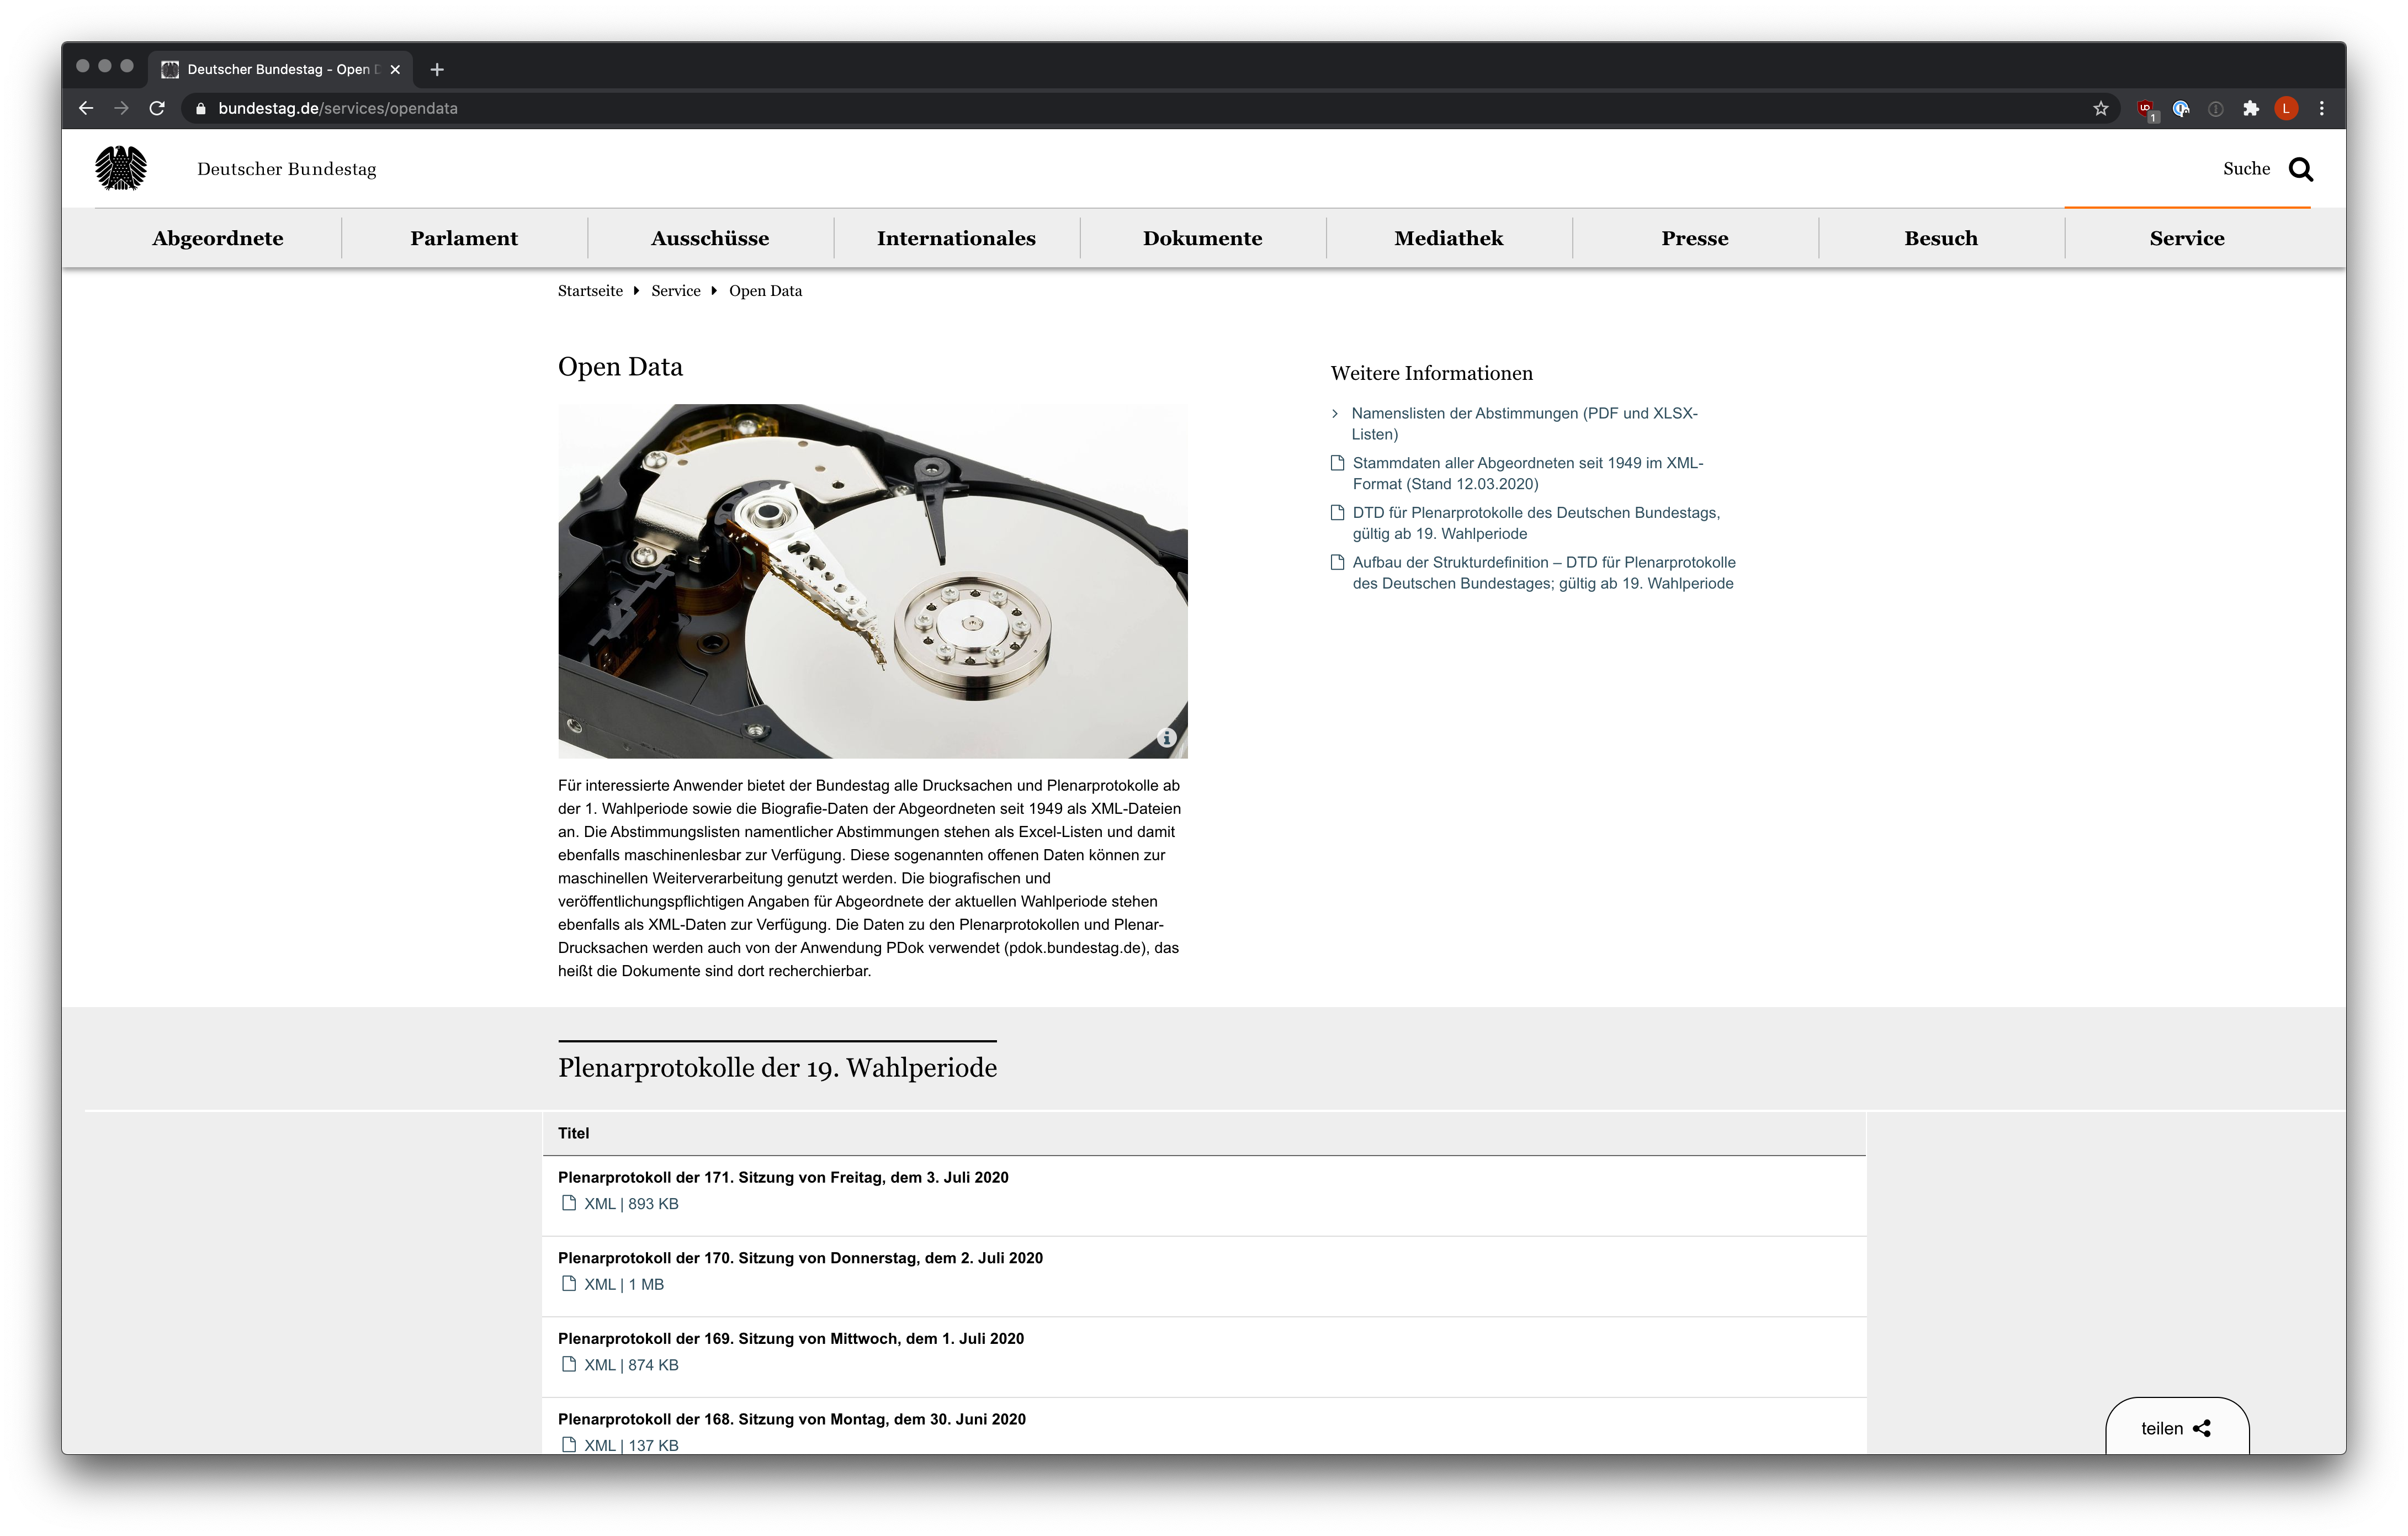 Deutscher Bundestag - Open D
bundestag.de/services/opendata
1
L
Deutscher Bundestag
Suche
Abgeordnete Parlament Ausschüsse Internationales Dokumente Mediathek Presse Besuch Service
Startseite Service Open Data
Open Data
Für interessierte Anwender bietet der Bundestag alle Drucksachen und Plenarprotokolle ab
der 1. Wahlperiode sowie die Biografie-Daten der Abgeordneten seit 1949 als XML-Dateien
an. Die Abstimmungslisten namentlicher Abstimmungen stehen als Excel-Listen und damit
ebenfalls maschinenlesbar zur Verfügung. Diese sogenannten offenen Daten können zur
maschinellen Weiterverarbeitung genutzt werden. Die biografischen und
veröffentlichungspflichtigen Angaben für Abgeordnete der aktuellen Wahlperiode stehen
ebenfalls als XML-Daten zur Verfügung. Die Daten zu den Plenarprotokollen und Plenar-
Drucksachen werden auch von der Anwendung PDok verwendet (pdok.bundestag.de), das
heißt die Dokumente sind dort recherchierbar.
Weitere Informationen
Namenslisten der Abstimmungen (PDF und XLSX-
Listen)
Stammdaten aller Abgeordneten seit 1949 im XML-
Format (Stand 12.03.2020)
DTD für Plenarprotokolle des Deutschen Bundestags,
gültig ab 19. Wahlperiode
Aufbau der Strukturdefinition – DTD für Plenarprotokolle
des Deutschen Bundestages; gültig ab 19. Wahlperiode
Plenarprotokolle der 19. Wahlperiode
Titel
Plenarprotokoll der 171. Sitzung von Freitag, dem 3. Juli 2020
XML | 893 KB
Plenarprotokoll der 170. Sitzung von Donnerstag, dem 2. Juli 2020
XML | 1 MB
Plenarprotokoll der 169. Sitzung von Mittwoch, dem 1. Juli 2020
XML | 874 KB
Plenarprotokoll der 168. Sitzung von Montag, dem 30. Juni 2020
XML | 137 KB
teilen